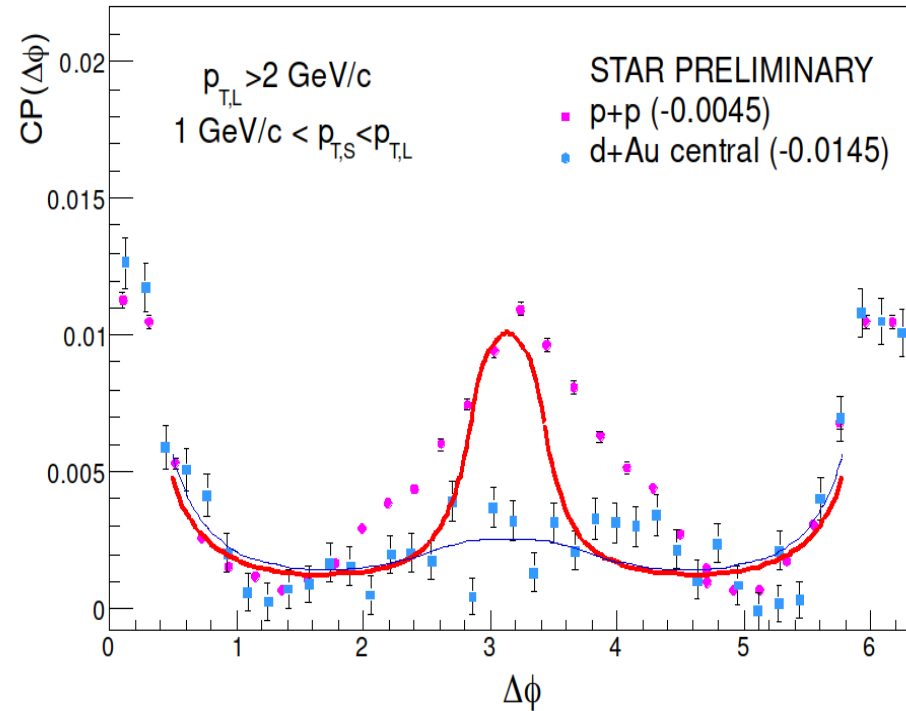 CP(Δϕ)
0.02
0.015
0.01
0.005
0
p_T,L >2 GeV/c
1 GeV/c < p_T,S<p_T,L
STAR PRELIMINARY
p+p (-0.0045)
d+Au central (-0.0145)
0 1 2 3 4 5 6
Δϕ